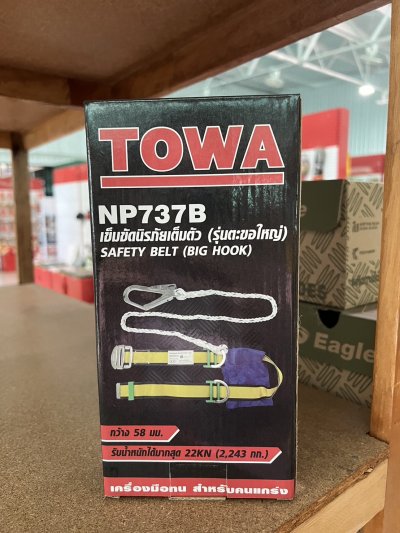 TOWA
NP737B
เข็มขัดนิรภัยเต็มตัว (รุ่นตะขอใหญ่)
SAFETY BELT (BIG HOOK)
กว้าง 58 มม.
รับน้ำหนักได้มากสุด 22KN (2,243 กก.)
เครื่องมือทน สำหรับคนแกร่ง
Eagle